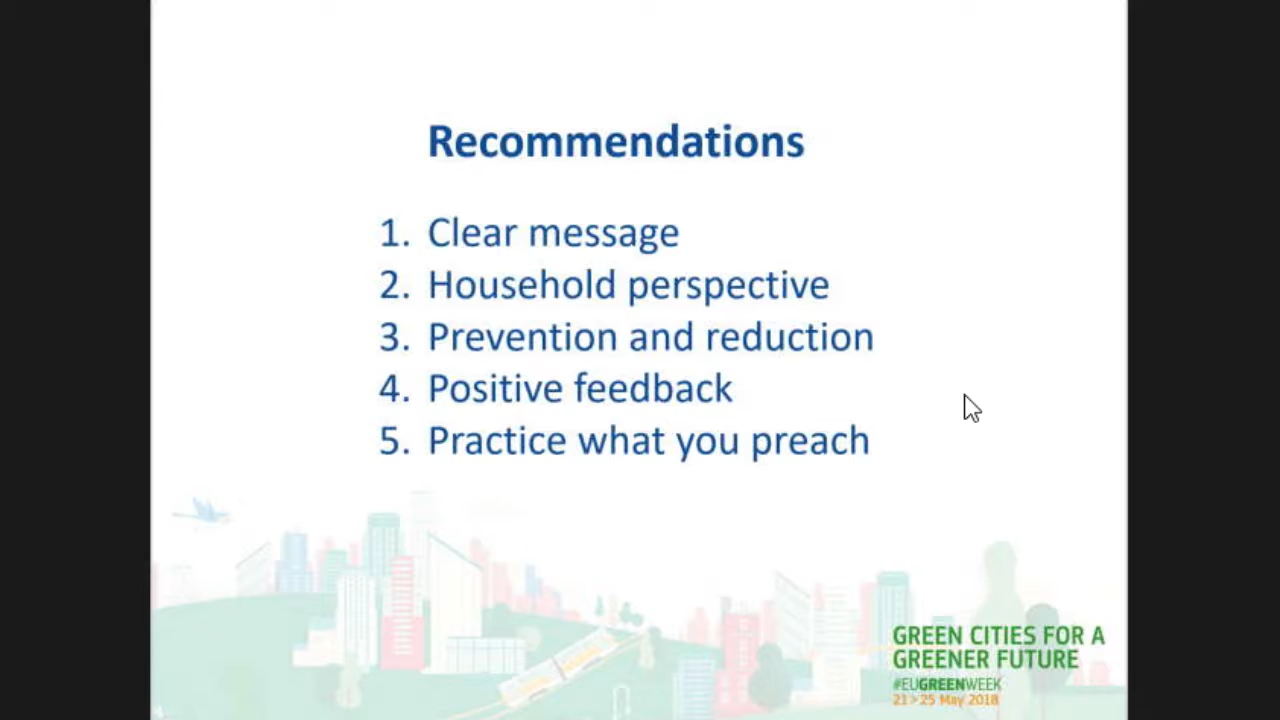 Recommendations
1. Clear message
2. Household perspective
3. Prevention and reduction
4. Positive feedback
5. Practice what you preach
GREEN CITIES FOR A
GREENER FUTURE
#EUGREENWEEK
21>25 May 2018